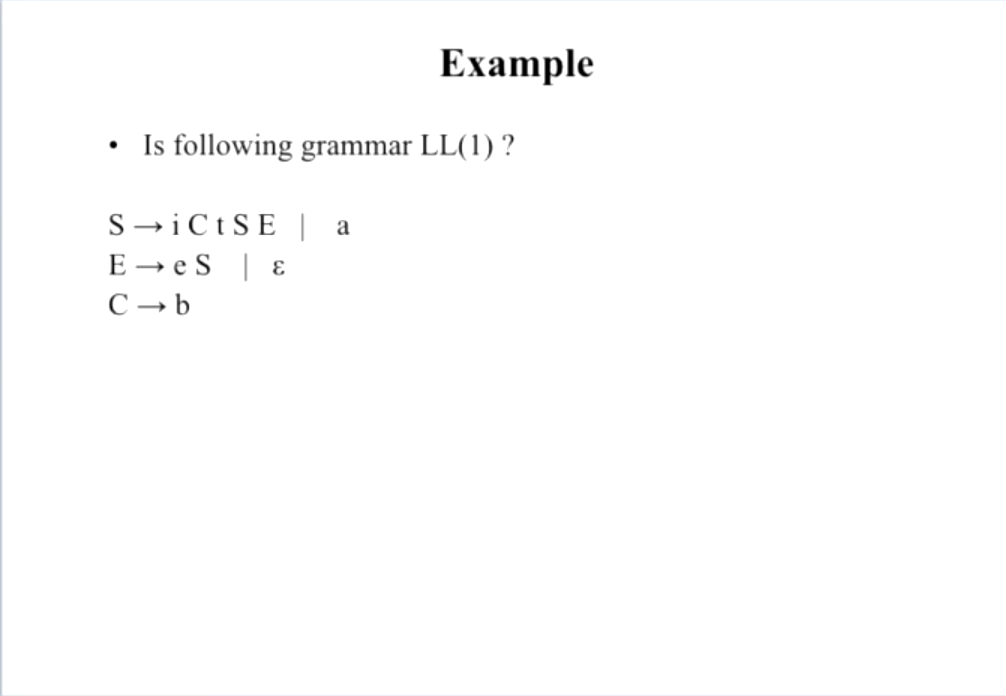 Example
• Is following grammar LL(1) ?
S → i C t S E | a
E → e S | ε
C → b